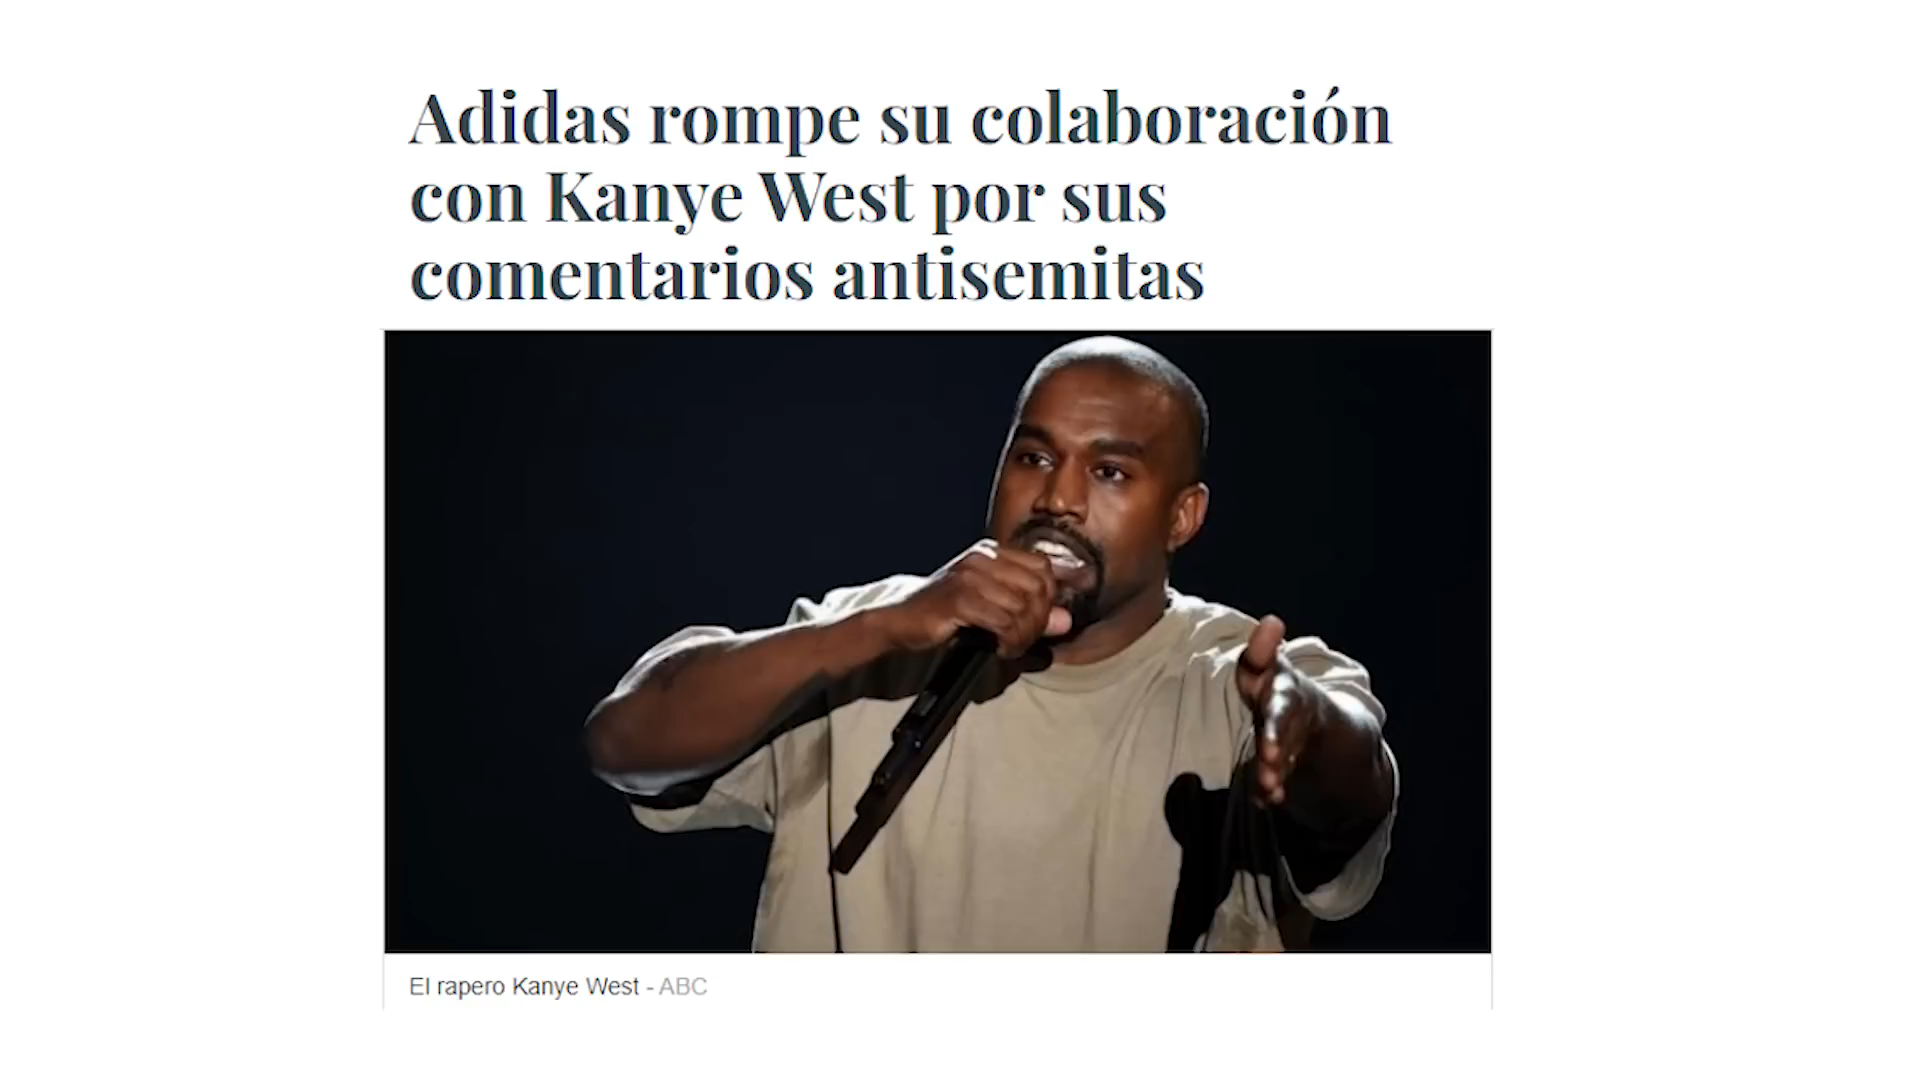 Adidas rompe su colaboración
con Kanye West por sus
comentarios antisemitas
El rapero Kanye West - ABC